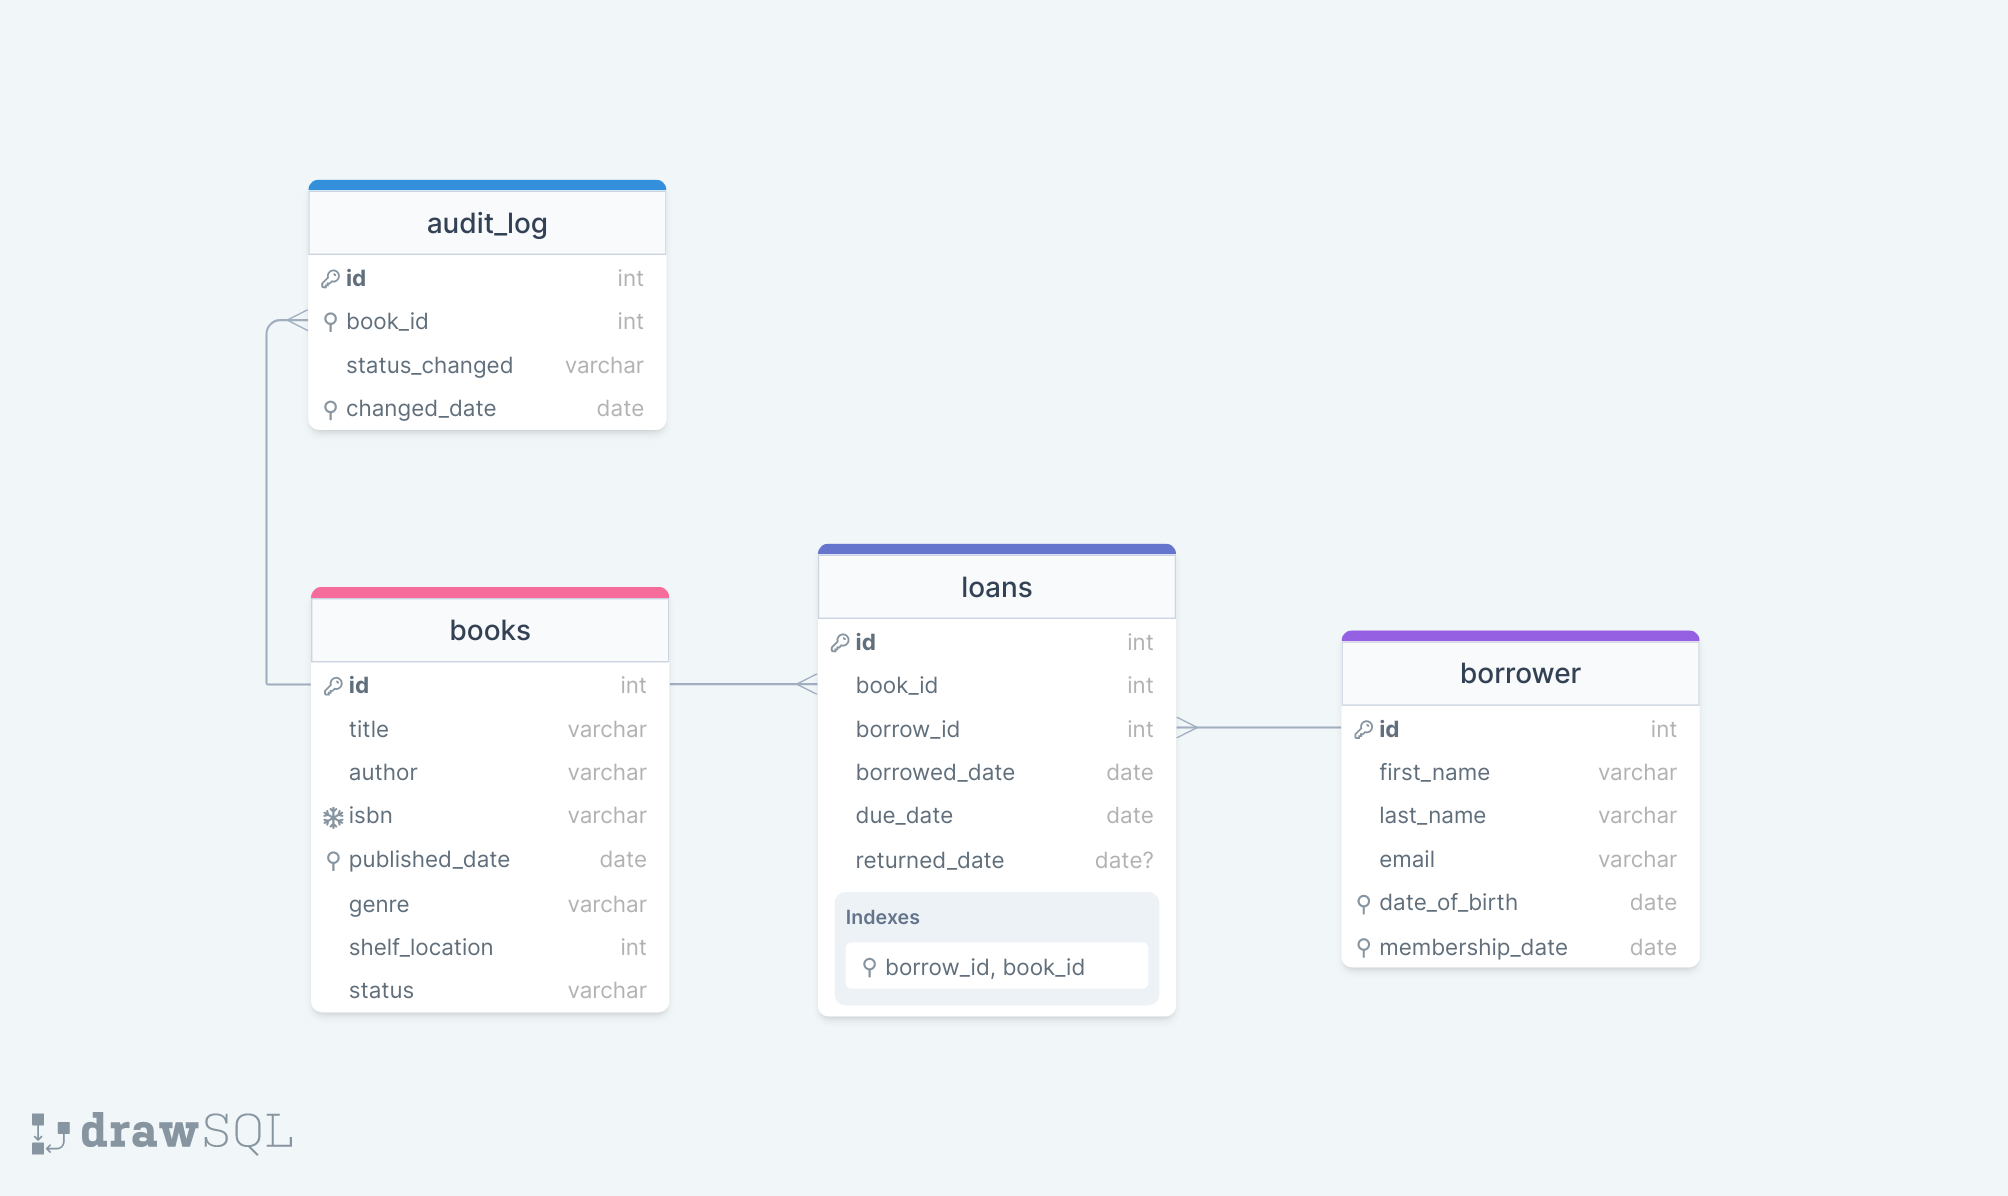 audit_log
id int
book_id int
status_changed varchar
changed_date date
books
id int
title varchar
author varchar
isbn varchar
published_date date
genre varchar
shelf_location int
status varchar
loans
id int
book_id int
borrow_id int
borrowed_date date
due_date date
returned_date date?
Indexes
borrow_id, book_id
borrower
id int
first_name varchar
last_name varchar
email varchar
date_of_birth date
membership_date date
drawSQL